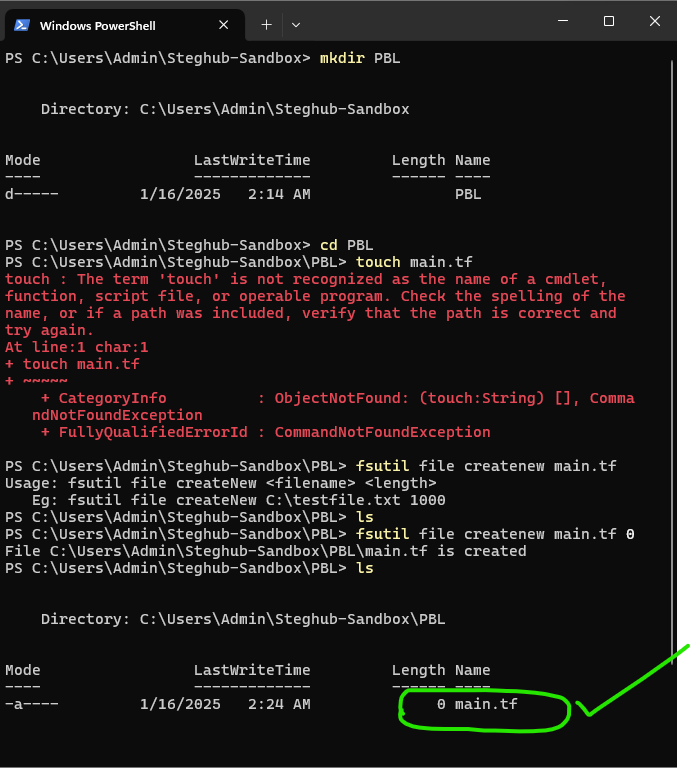 Windows PowerShell
PS C:\Users\Admin\Steghub-Sandbox> mkdir PBL
Directory: C:\Users\Admin\Steghub-Sandbox
Mode                 LastWriteTime         Length Name
----                 -------------         ------ ----
d-----         1/16/2025   2:14 AM                PBL
PS C:\Users\Admin\Steghub-Sandbox> cd PBL
PS C:\Users\Admin\Steghub-Sandbox\PBL> touch main.tf
touch : The term 'touch' is not recognized as the name of a cmdlet,
function, script file, or operable program. Check the spelling of the
name, or if a path was included, verify that the path is correct and
try again.
At line:1 char:1
+ touch main.tf
+ ~~~~~
    + CategoryInfo          : ObjectNotFound: (touch:String) [], Comma
   ndNotFoundException
    + FullyQualifiedErrorId : CommandNotFoundException
PS C:\Users\Admin\Steghub-Sandbox\PBL> fsutil file createnew main.tf
Usage: fsutil file createNew <filename> <length>
   Eg: fsutil file createNew C:\testfile.txt 1000
PS C:\Users\Admin\Steghub-Sandbox\PBL> ls
PS C:\Users\Admin\Steghub-Sandbox\PBL> fsutil file createnew main.tf 0
File C:\Users\Admin\Steghub-Sandbox\PBL\main.tf is created
PS C:\Users\Admin\Steghub-Sandbox\PBL> ls
Directory: C:\Users\Admin\Steghub-Sandbox\PBL
Mode                 LastWriteTime         Length Name
----                 -------------         ------ ----
-a----         1/16/2025   2:24 AM              0 main.tf